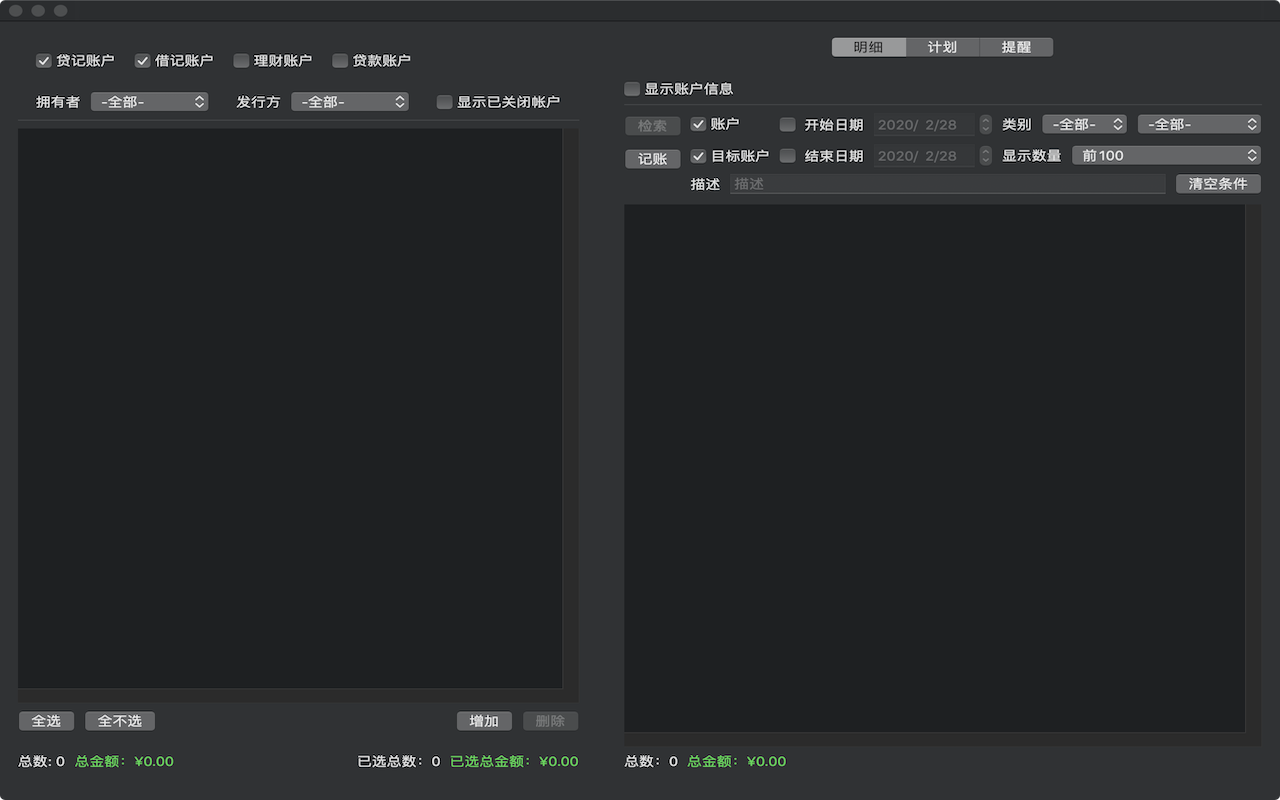 贷记账户 借记账户 理财账户 贷款账户
拥有者 -全部- 发行方 -全部- 显示已关闭帐户
全选 全不选 增加 删除
总数: 0 总金额: ¥0.00 已选总数: 0 已选总金额: ¥0.00
明细 计划 提醒
显示账户信息
检索 账户 开始日期 2020/ 2/28 类别 -全部- -全部-
记账 目标账户 结束日期 2020/ 2/28 显示数量 前100
描述 描述 清空条件
总数: 0 总金额: ¥0.00